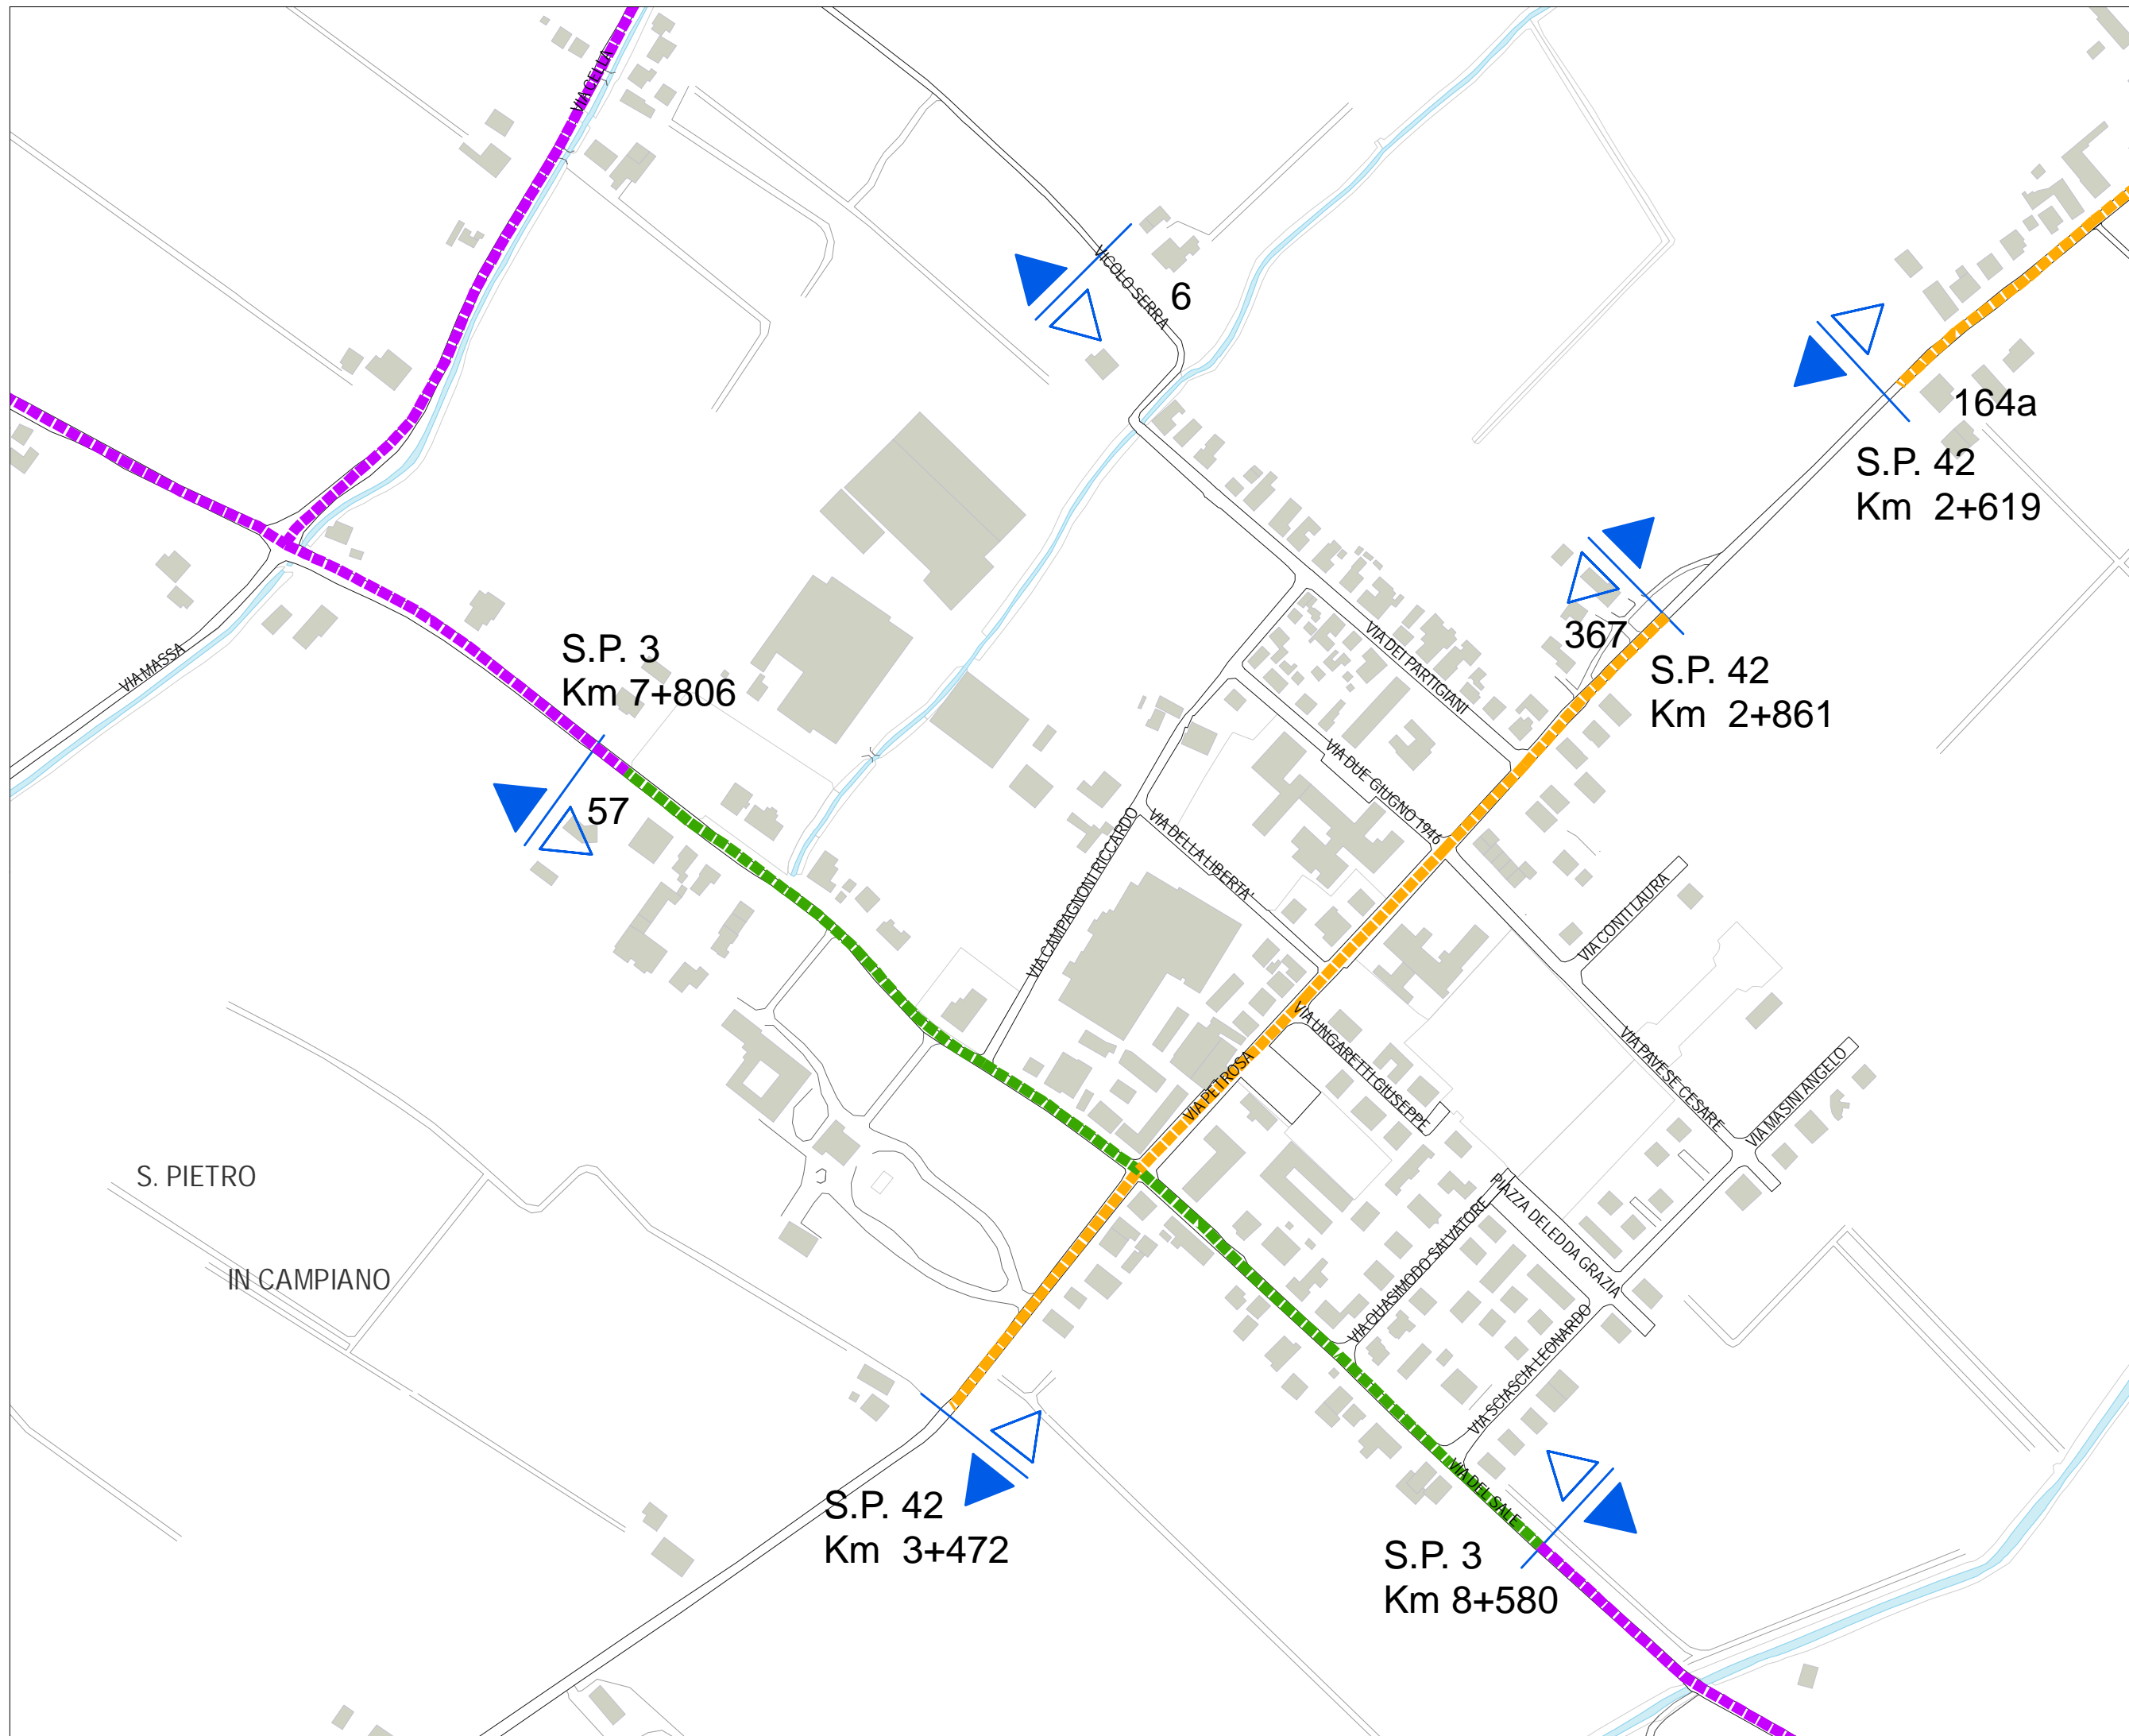 VIA CELLA
VICOLO SERRA
6
164a
S.P. 42
Km 2+619
367
S.P. 42
Km 2+861
VIA MASSA
S.P. 3
Km 7+806
57
VIA DEI PARTIGIANI
VIA DUE GIUGNO 1946
VIA DELLA LIBERTA'
VIA CAMPAGNONI RICCARDO
VIA CONTI LAURA
VIA UNGARETTI GIUSEPPE
VIA PETROSA
VIA PAVESE CESARE
VIA MASINI ANGELO
S. PIETRO
IN CAMPIANO
PIAZZA DELEDDA GRAZIA
VIA QUASIMODO SALVATORE
VIA SCIASCIA LEONARDO
VIA DEL SALE
S.P. 42
Km 3+472
S.P. 3
Km 8+580